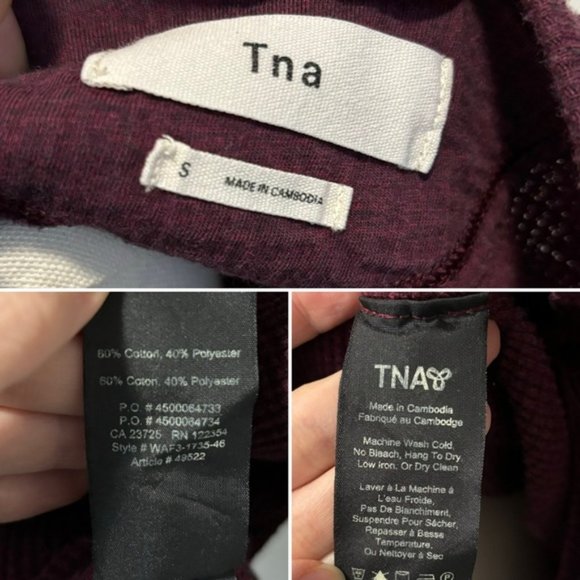 Tna
S
MADE IN CAMBODIA
60% Cotton, 40% Polyester
60% Coton, 40% Polyester
P.O. # 4500064733
P.O. # 4500064734
CA 23725 RN 122354
Style # WAF3-1735-46
Article # 49522
TNA
Made in Cambodia
Fabriqué au Cambodge
Machine Wash Cold
No Bleach, Hang To Dry
Low Iron. Or Dry Clean
Laver à La Machine à
L'eau Froide,
Pas De Blanchiment,
Suspendre Pour Sécher,
Repasser à Basse
Température,
Ou Nettoyer à Sec